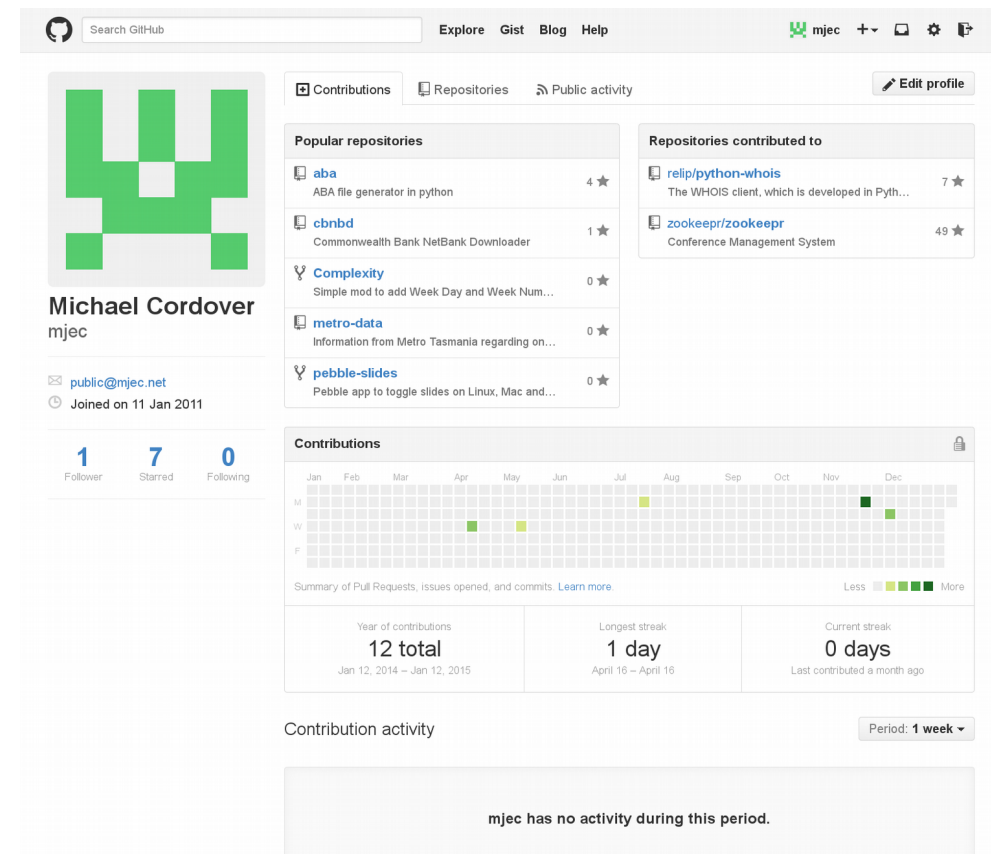 Search GitHub
Explore Gist Blog Help
mjec
Contributions
Repositories
Public activity
Edit profile
Michael Cordover
mjec
public@mjec.net
Joined on 11 Jan 2011
1 7 0
Follower Starred Following
Popular repositories
aba
ABA file generator in python
4
cbnbd
Commonwealth Bank NetBank Downloader
1
Complexity
Simple mod to add Week Day and Week Num…
0
metro-data
Information from Metro Tasmania regarding on…
0
pebble-slides
Pebble app to toggle slides on Linux, Mac and…
0
Repositories contributed to
relip/python-whois
The WHOIS client, which is developed in Pyth…
7
zookeepr/zookeepr
Conference Management System
49
Contributions
Jan Feb Mar Apr May Jun Jul Aug Sep Oct Nov Dec
M
W
F
Summary of Pull Requests, issues opened, and commits. Learn more
Less More
Year of contributions
12 total
Jan 12, 2014 – Jan 12, 2015
Longest streak
1 day
April 16 – April 16
Current streak
0 days
Last contributed a month ago
Contribution activity
Period: 1 week
mjec has no activity during this period.